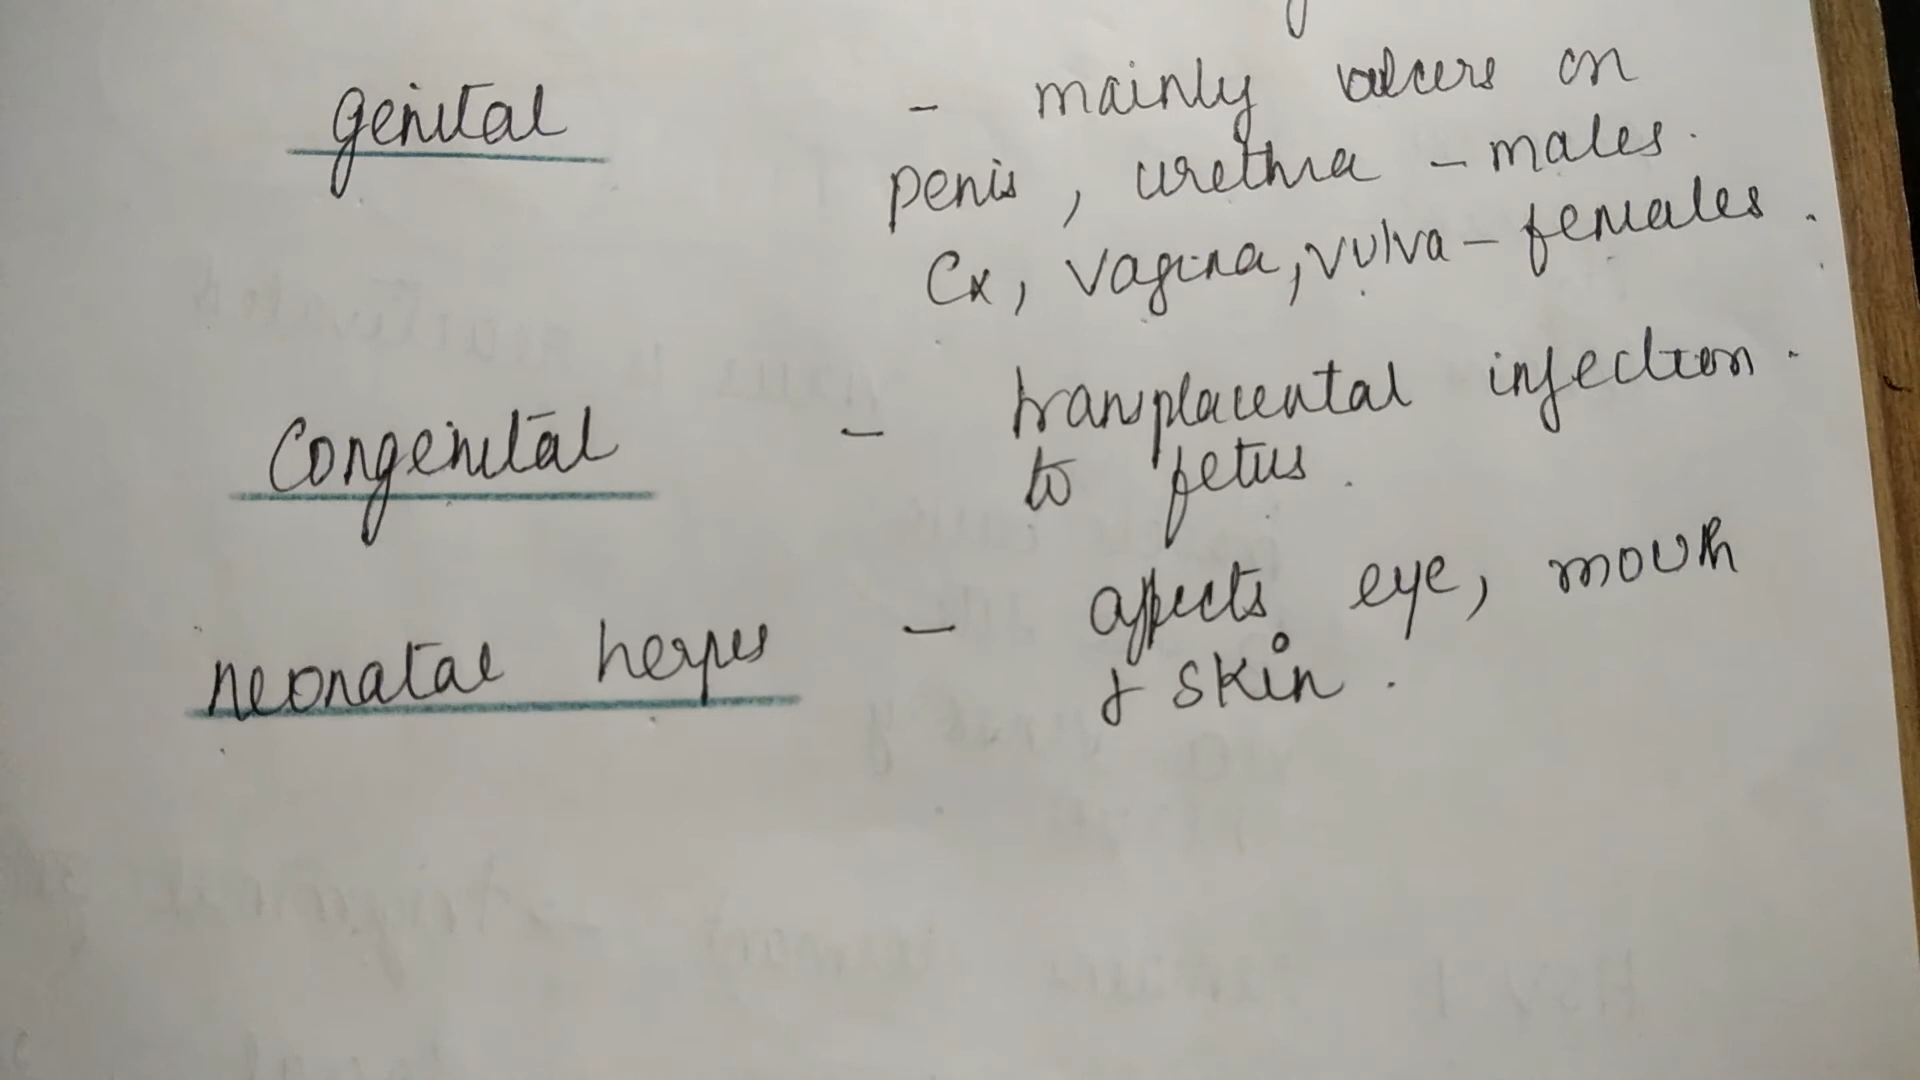 genital - mainly ulcers on
penis, urethra - males.
Cx, vagina, vulva - females.
Congenital - transplacental infection.
to fetus.
neonatal herpes - affects eye, mouth
& skin.